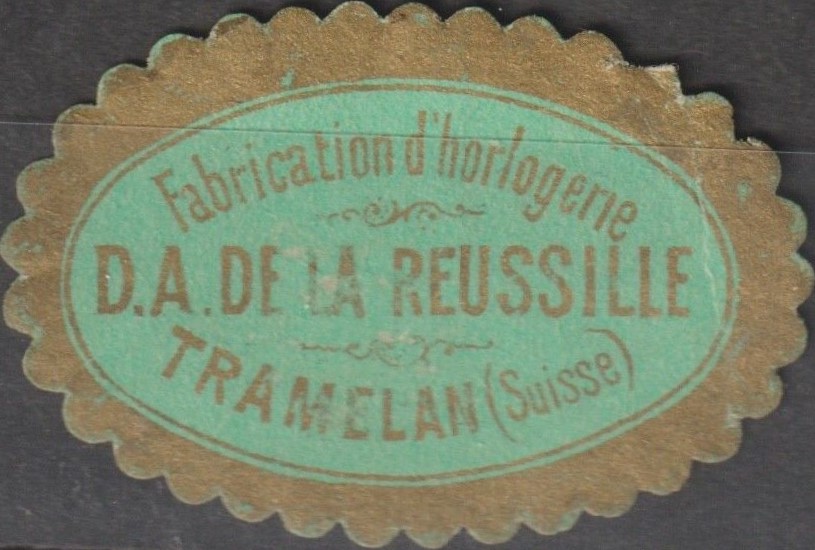 Fabrication d'horlogerie
D.A. DE LA REUSSILLE
TRAMELAN (Suisse)